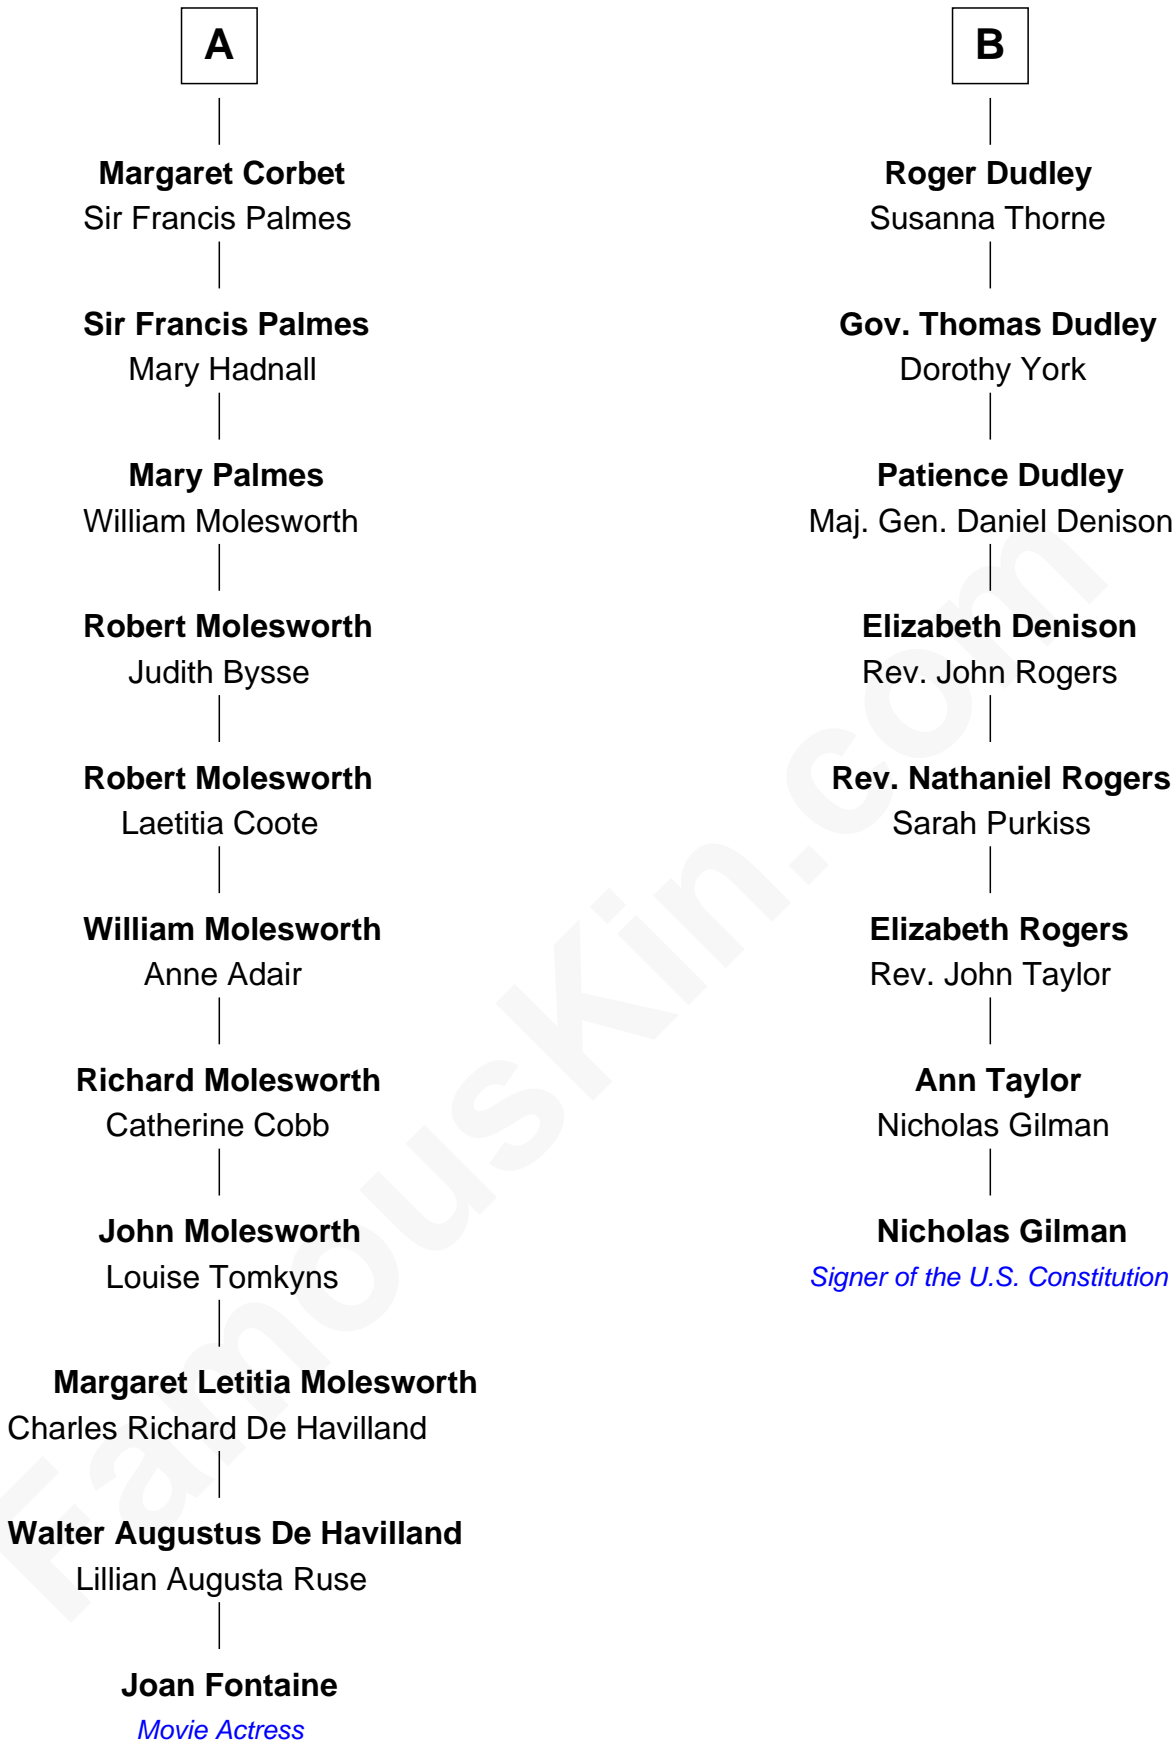 A
Margaret Corbet
Sir Francis Palmes
Sir Francis Palmes
Mary Hadnall
Mary Palmes
William Molesworth
Robert Molesworth
Judith Bysse
Robert Molesworth
Laetitia Coote
William Molesworth
Anne Adair
Richard Molesworth
Catherine Cobb
John Molesworth
Louise Tomkyns
Margaret Letitia Molesworth
Charles Richard De Havilland
Walter Augustus De Havilland
Lillian Augusta Ruse
Joan Fontaine
Movie Actress
B
Roger Dudley
Susanna Thorne
Gov. Thomas Dudley
Dorothy York
Patience Dudley
Maj. Gen. Daniel Denison
Elizabeth Denison
Rev. John Rogers
Rev. Nathaniel Rogers
Sarah Purkiss
Elizabeth Rogers
Rev. John Taylor
Ann Taylor
Nicholas Gilman
Nicholas Gilman
Signer of the U.S. Constitution
FamousKin.com